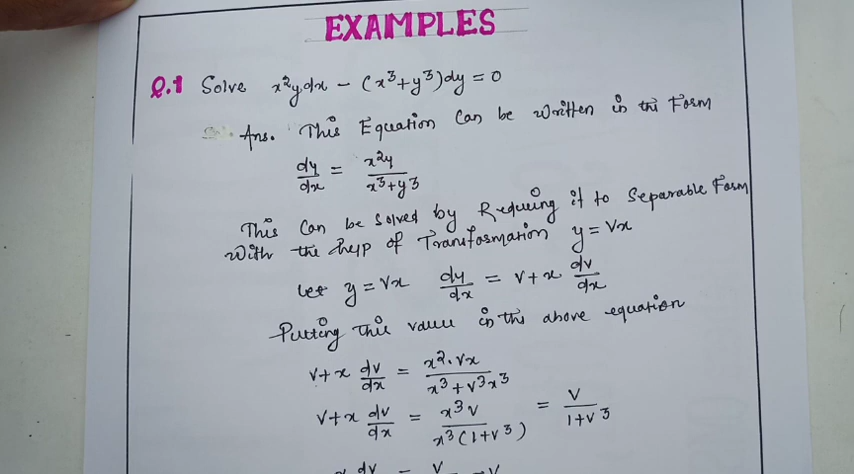 EXAMPLES
Q.1 Solve x²ydx - (x³+y³)dy = 0
Ans. This Equation Can be Written in the Form
dy/dx = x²y/x³+y³
This Can be Solved by Reducing it to Separable Form
With the help of Transformation y = Vx
Let y = Vx dy/dx = V + x dv/dx
Putting this value in this above equation
V+x dv/dx = x².Vx/x³+V³x³
V+x dv/dx = x³V/x³(1+V³) = V/1+V³
x dv = V - V